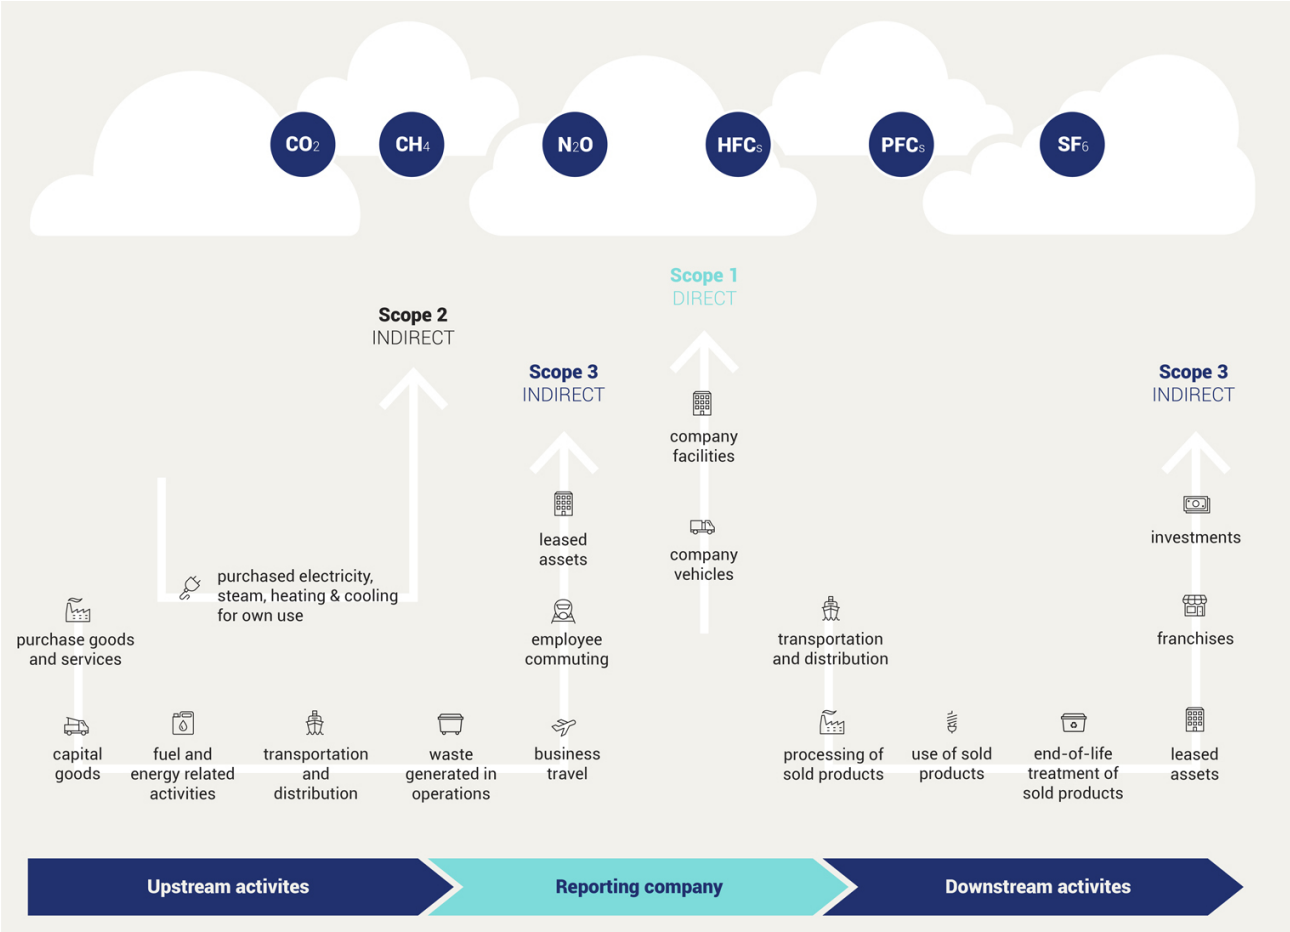 CO2
CH4
N2O
HFCs
PFCs
SF6
Scope 1
DIRECT
Scope 2
INDIRECT
Scope 3
INDIRECT
Scope 3
INDIRECT
company
facilities
company
vehicles
leased
assets
employee
commuting
business
travel
purchased electricity,
steam, heating & cooling
for own use
purchase goods
and services
capital
goods
fuel and
energy related
activities
transportation
and
distribution
waste
generated in
operations
transportation
and distribution
processing of
sold products
use of sold
products
end-of-life
treatment of
sold products
investments
franchises
leased
assets
Upstream activites
Reporting company
Downstream activites